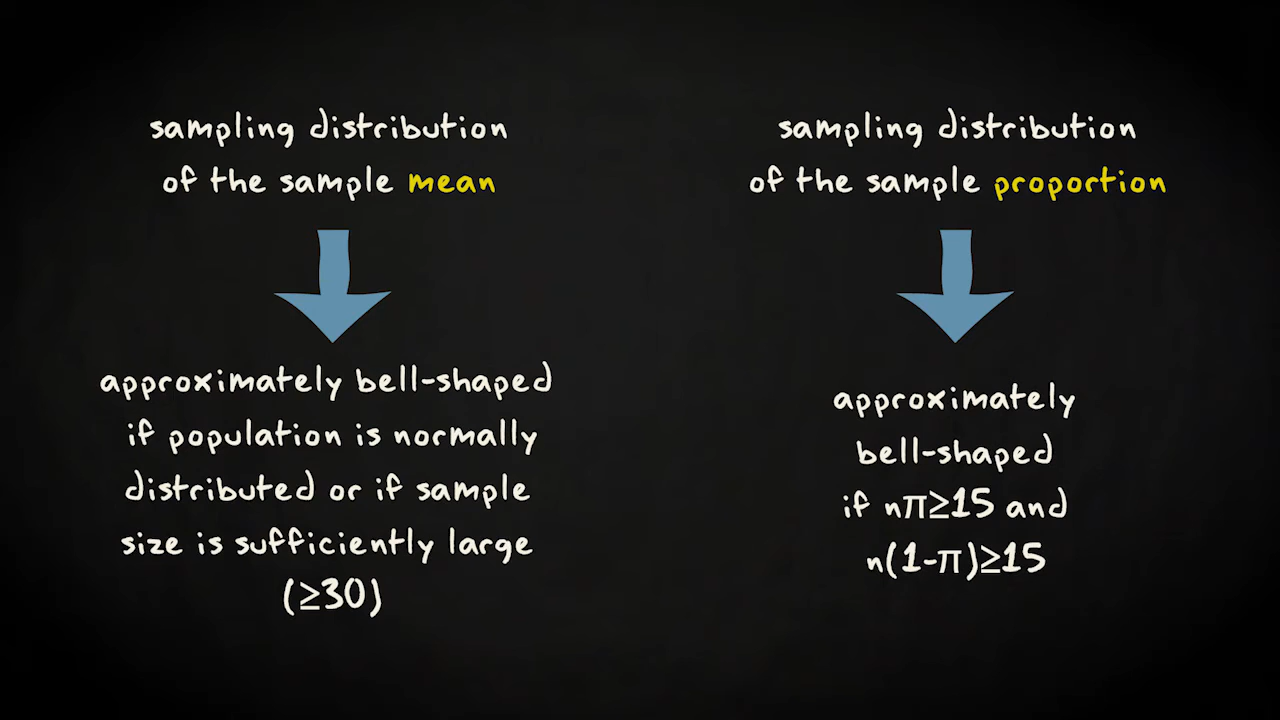 sampling distribution
of the sample mean
approximately bell-shaped
if population is normally
distributed or if sample
size is sufficiently large
(≥30)
sampling distribution
of the sample proportion
approximately
bell-shaped
if nπ≥15 and
n(1-π)≥15